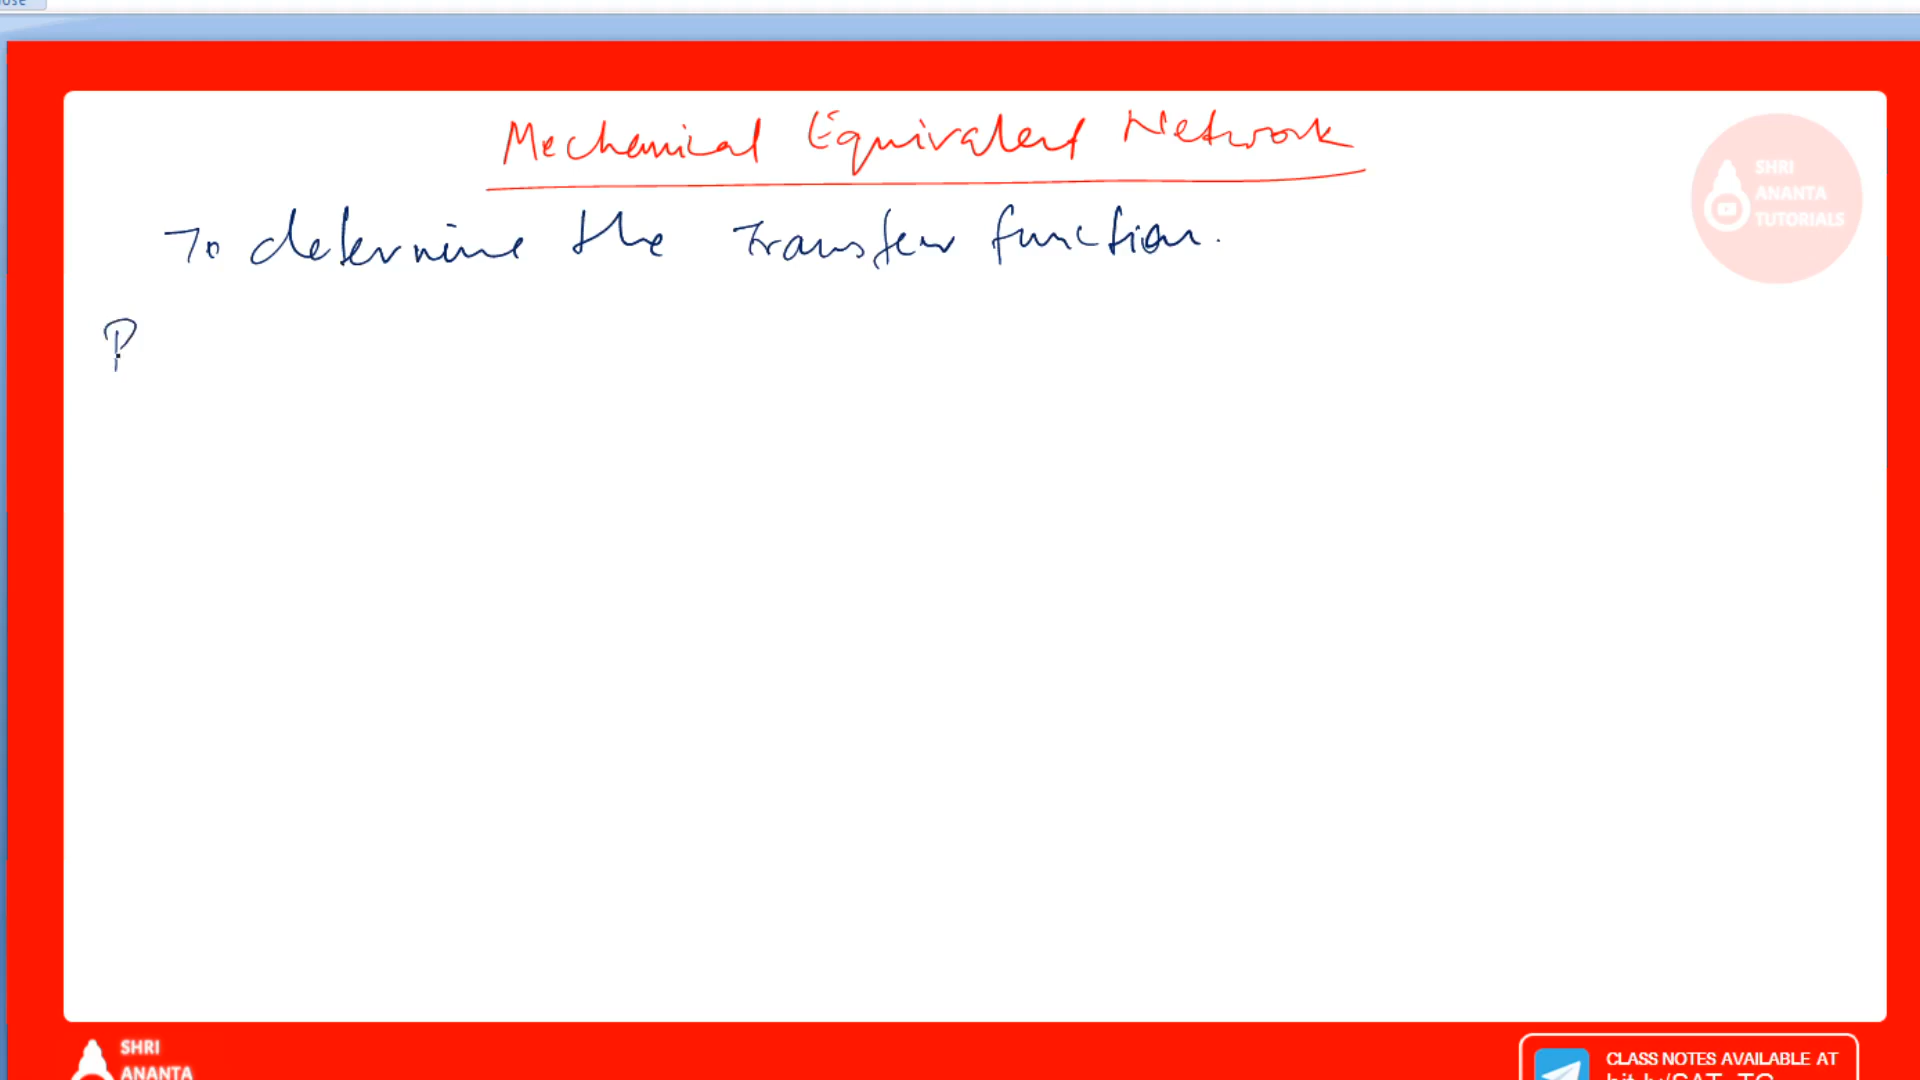 Mechanical Equivalent Network
To determine the Transfer function.
P
SHRI
ANANTA
TUTORIALS
SHRI
ANANTA
CLASS NOTES AVAILABLE AT